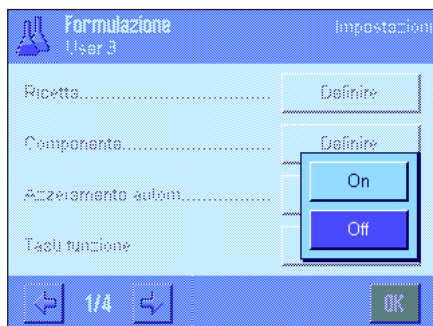 Formulazione
Impostazioni
User 3
Ricetta.................................. Definire
Componente......................... Definire
Azzeramento autom...............
On
Off
Tasti funzione
1/4
OK